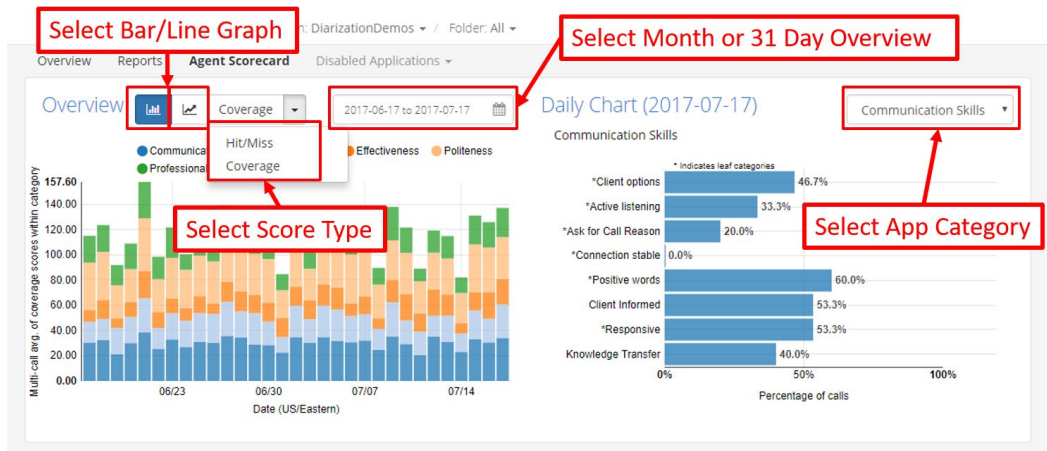 Select Bar/Line Graph
n: DiarizationDemos / Folder: All
Select Month or 31 Day Overview
Overview Reports Agent Scorecard Disabled Applications
Overview
Coverage
2017-06-17 to 2017-07-17
Daily Chart (2017-07-17)
Communication Skills
Hit/Miss
Coverage
Communication Skills
Effectiveness Politeness
Professional
* Indicates leaf categories
157.60
140.00
120.00
100.00
80.00
60.00
40.00
20.00
0.00
Multi-call avg. of coverage scores within category
06/23 06/30 07/07 07/14
Date (US/Eastern)
Select Score Type
Select App Category
*Client options 46.7%
*Active listening 33.3%
*Ask for Call Reason 20.0%
*Connection stable 0.0%
*Positive words 60.0%
Client Informed 53.3%
*Responsive 53.3%
Knowledge Transfer 40.0%
0% 50% 100%
Percentage of calls